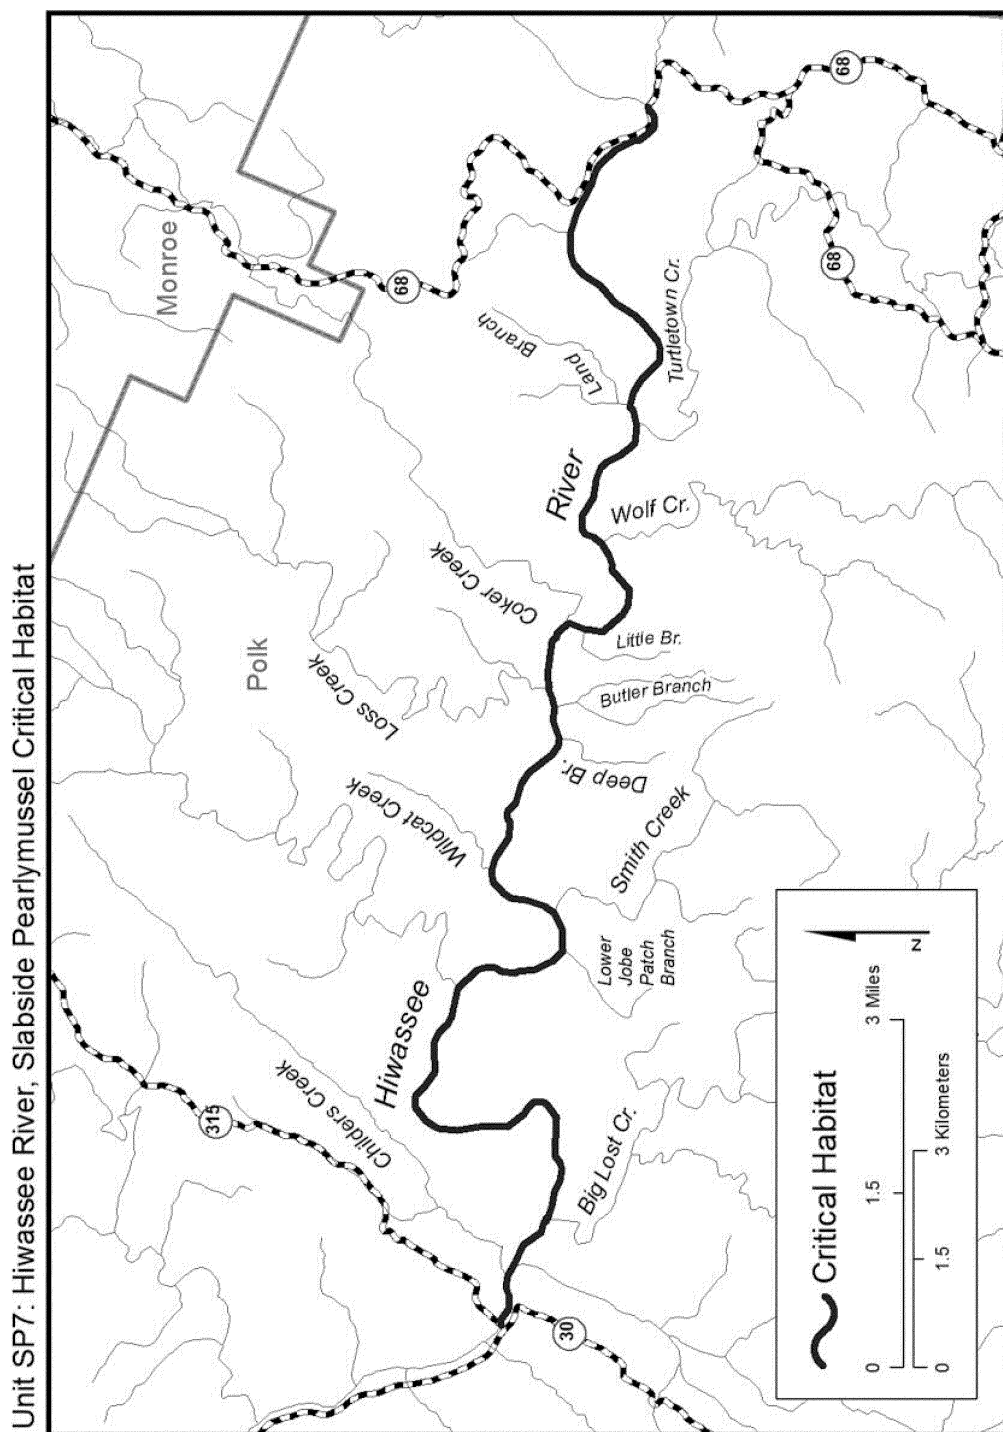 Unit SP7: Hiwassee River, Slabside Pearlymussel Critical Habitat
Monroe
Polk
68
68
68
315
30
Childers Creek
Hiwassee
Wildcat Creek
Loss Creek
Coker Creek
River
Land
Branch
Turtletown Cr.
Wolf Cr.
Little Br.
Butler Branch
Deep Br.
Smith Creek
Lower
Jobe
Patch
Branch
Big Lost Cr.
Critical Habitat
0
1.5
3 Miles
0
1.5
3 Kilometers
N